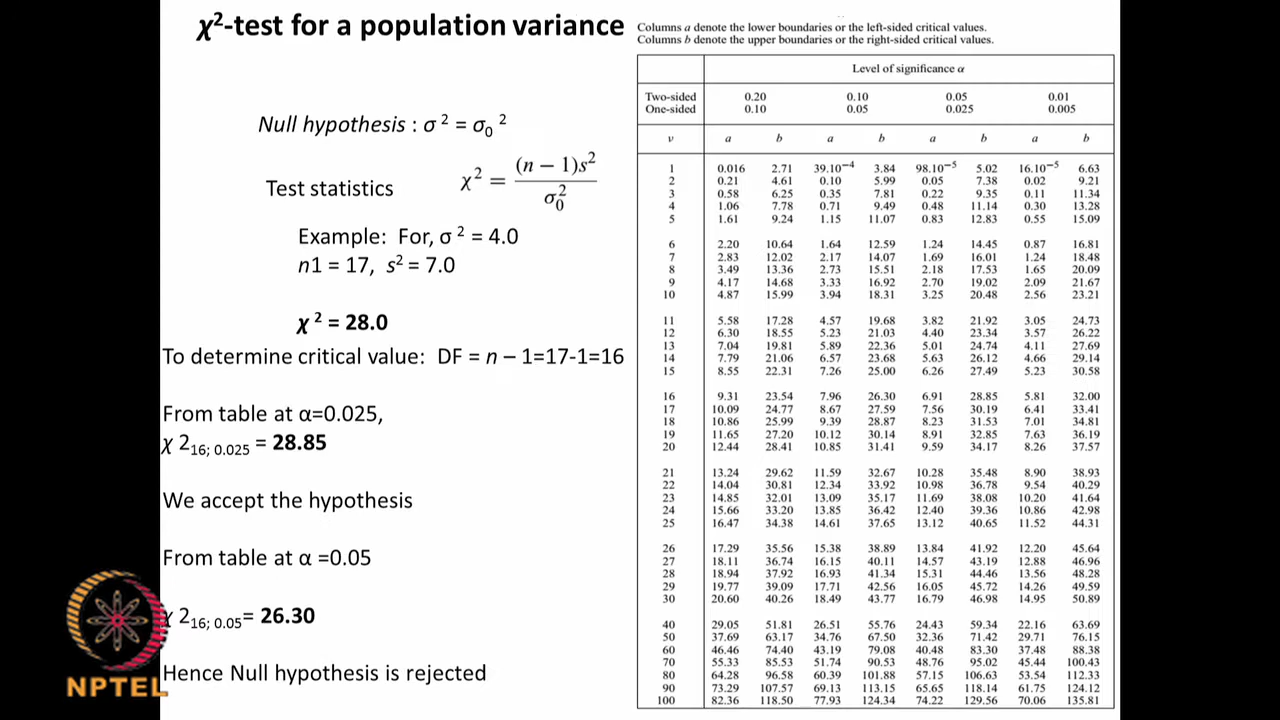 χ²-test for a population variance
Null hypothesis : σ ² = σ₀ ²
Test statistics χ² = (n − 1)s² / σ₀²
Example: For, σ ² = 4.0
n1 = 17, s² = 7.0
χ ² = 28.0
To determine critical value: DF = n – 1=17-1=16
From table at α=0.025,
χ 2₁₆; ₀.₀₂₅ = 28.85
We accept the hypothesis
From table at α =0.05
χ 2₁₆; ₀.₀₅= 26.30
Hence Null hypothesis is rejected
NPTEL
Columns a denote the lower boundaries or the left-sided critical values.
Columns b denote the upper boundaries or the right-sided critical values.
Level of significance α
Two-sided 0.20 0.10 0.05 0.01
One-sided 0.10 0.05 0.025 0.005
ν a b a b a b a b
1 0.016 2.71 39.10⁻⁴ 3.84 98.10⁻⁵ 5.02 16.10⁻⁵ 6.63
2 0.21 4.61 0.10 5.99 0.05 7.38 0.02 9.21
3 0.58 6.25 0.35 7.81 0.22 9.35 0.11 11.34
4 1.06 7.78 0.71 9.49 0.48 11.14 0.30 13.28
5 1.61 9.24 1.15 11.07 0.83 12.83 0.55 15.09
6 2.20 10.64 1.64 12.59 1.24 14.45 0.87 16.81
7 2.83 12.02 2.17 14.07 1.69 16.01 1.24 18.48
8 3.49 13.36 2.73 15.51 2.18 17.53 1.65 20.09
9 4.17 14.68 3.33 16.92 2.70 19.02 2.09 21.67
10 4.87 15.99 3.94 18.31 3.25 20.48 2.56 23.21
11 5.58 17.28 4.57 19.68 3.82 21.92 3.05 24.73
12 6.30 18.55 5.23 21.03 4.40 23.34 3.57 26.22
13 7.04 19.81 5.89 22.36 5.01 24.74 4.11 27.69
14 7.79 21.06 6.57 23.68 5.63 26.12 4.66 29.14
15 8.55 22.31 7.26 25.00 6.26 27.49 5.23 30.58
16 9.31 23.54 7.96 26.30 6.91 28.85 5.81 32.00
17 10.09 24.77 8.67 27.59 7.56 30.19 6.41 33.41
18 10.86 25.99 9.39 28.87 8.23 31.53 7.01 34.81
19 11.65 27.20 10.12 30.14 8.91 32.85 7.63 36.19
20 12.44 28.41 10.85 31.41 9.59 34.17 8.26 37.57
21 13.24 29.62 11.59 32.67 10.28 35.48 8.90 38.93
22 14.04 30.81 12.34 33.92 10.98 36.78 9.54 40.29
23 14.85 32.01 13.09 35.17 11.69 38.08 10.20 41.64
24 15.66 33.20 13.85 36.42 12.40 39.36 10.86 42.98
25 16.47 34.38 14.61 37.65 13.12 40.65 11.52 44.31
26 17.29 35.56 15.38 38.89 13.84 41.92 12.20 45.64
27 18.11 36.74 16.15 40.11 14.57 43.19 12.88 46.96
28 18.94 37.92 16.93 41.34 15.31 44.46 13.56 48.28
29 19.77 39.09 17.71 42.56 16.05 45.72 14.26 49.59
30 20.60 40.26 18.49 43.77 16.79 46.98 14.95 50.89
40 29.05 51.81 26.51 55.76 24.43 59.34 22.16 63.69
50 37.69 63.17 34.76 67.50 32.36 71.42 29.71 76.15
60 46.46 74.40 43.19 79.08 40.48 83.30 37.48 88.38
70 55.33 85.53 51.74 90.53 48.76 95.02 45.44 100.43
80 64.28 96.58 60.39 101.88 57.15 106.63 53.54 112.33
90 73.29 107.57 69.13 113.15 65.65 118.14 61.75 124.12
100 82.36 118.50 77.93 124.34 74.22 129.56 70.06 135.81